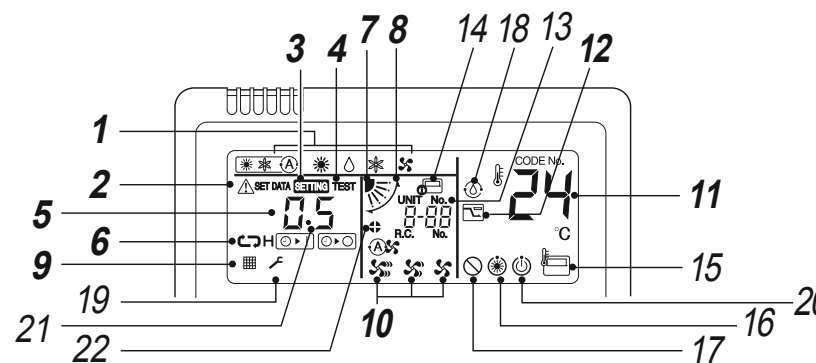 3 4 7 8 14 18 13 12
1
A
CODE No.
2 SET DATA SETTING TEST
24 11
UNIT No.
5 0.5 8-88
R.C. No.
6 H °C
A
9
15
19 10 20
21 16
22 17